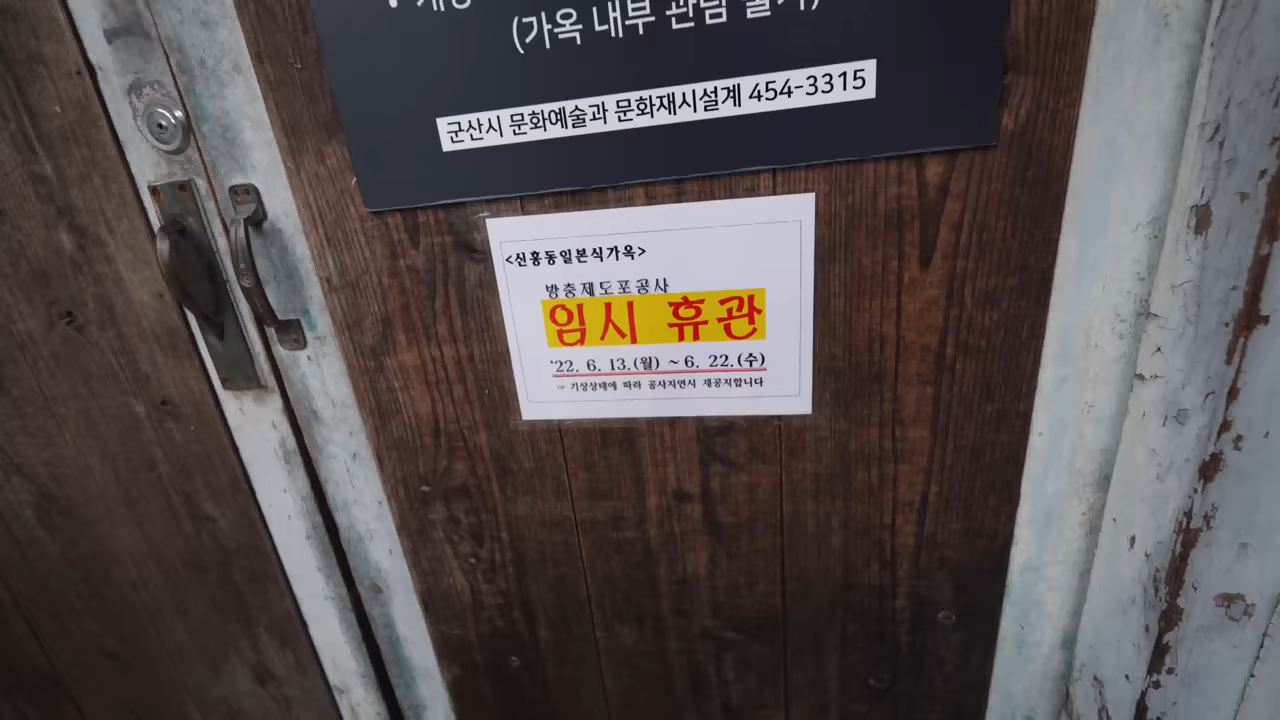 (가옥 내부 관람 불가)
군산시 문화예술과 문화재시설계 454-3315
<신흥동일본식가옥>
방충제도포공사
임시 휴관
'22. 6. 13.(월) ~ 6. 22.(수)
☞ 기상상태에 따라 공사지연시 재공지합니다